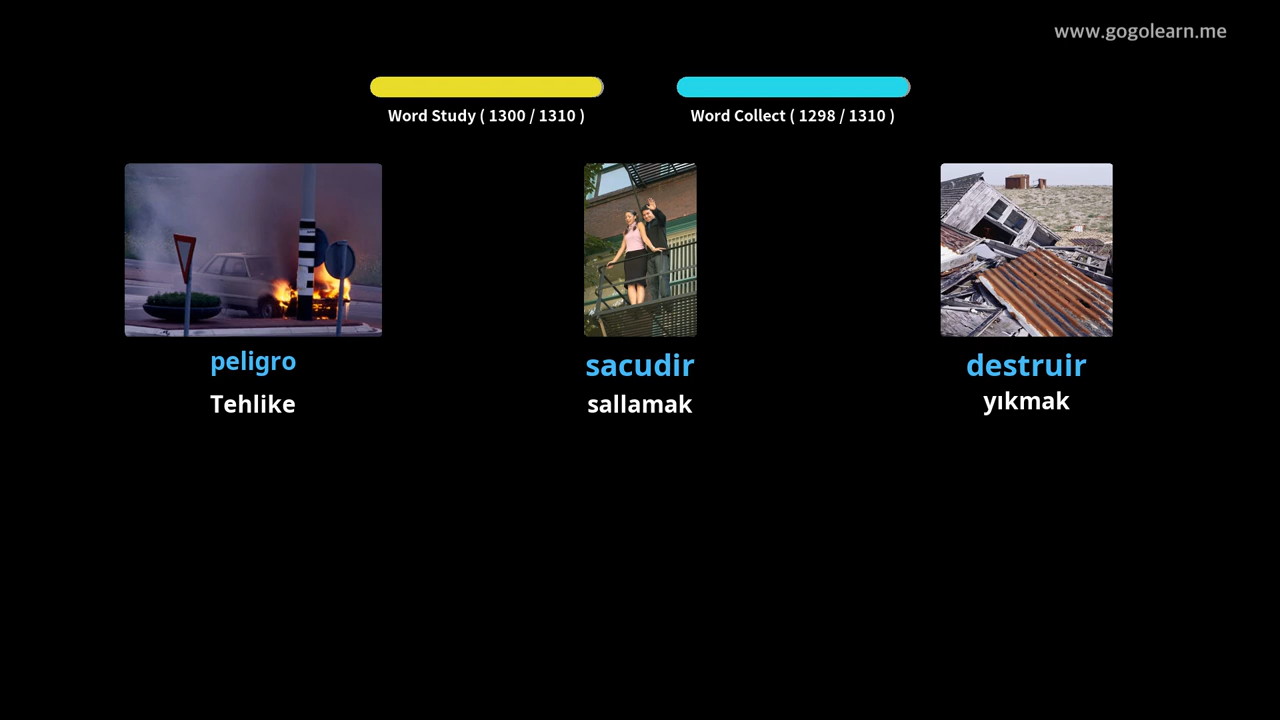 www.gogolearn.me
Word Study ( 1300 / 1310 )
Word Collect ( 1298 / 1310 )
peligro
Tehlike
sacudir
sallamak
destruir
yıkmak